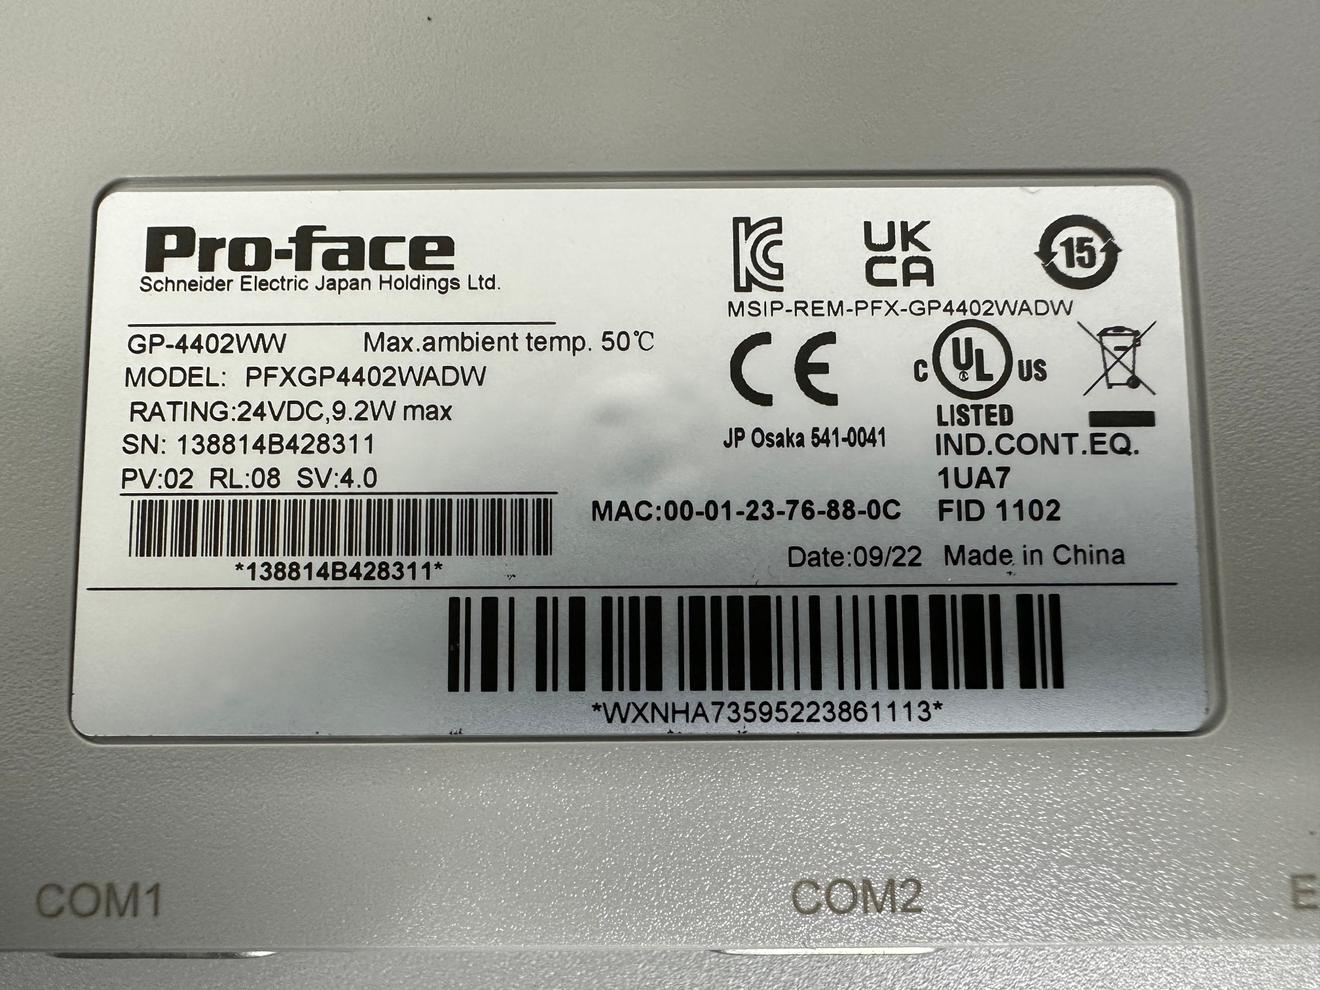 Pro-face
Schneider Electric Japan Holdings Ltd.
GP-4402WW Max.ambient temp. 50℃
MODEL: PFXGP4402WADW
RATING:24VDC,9.2W max
SN: 138814B428311
PV:02 RL:08 SV:4.0
*138814B428311*
KC
UK
CA
15
MSIP-REM-PFX-GP4402WADW
CE
C UL US
LISTED
JP Osaka 541-0041
IND.CONT.EQ.
1UA7
MAC:00-01-23-76-88-0C FID 1102
Date:09/22 Made in China
*WXNHA73595223861113*
COM1
COM2